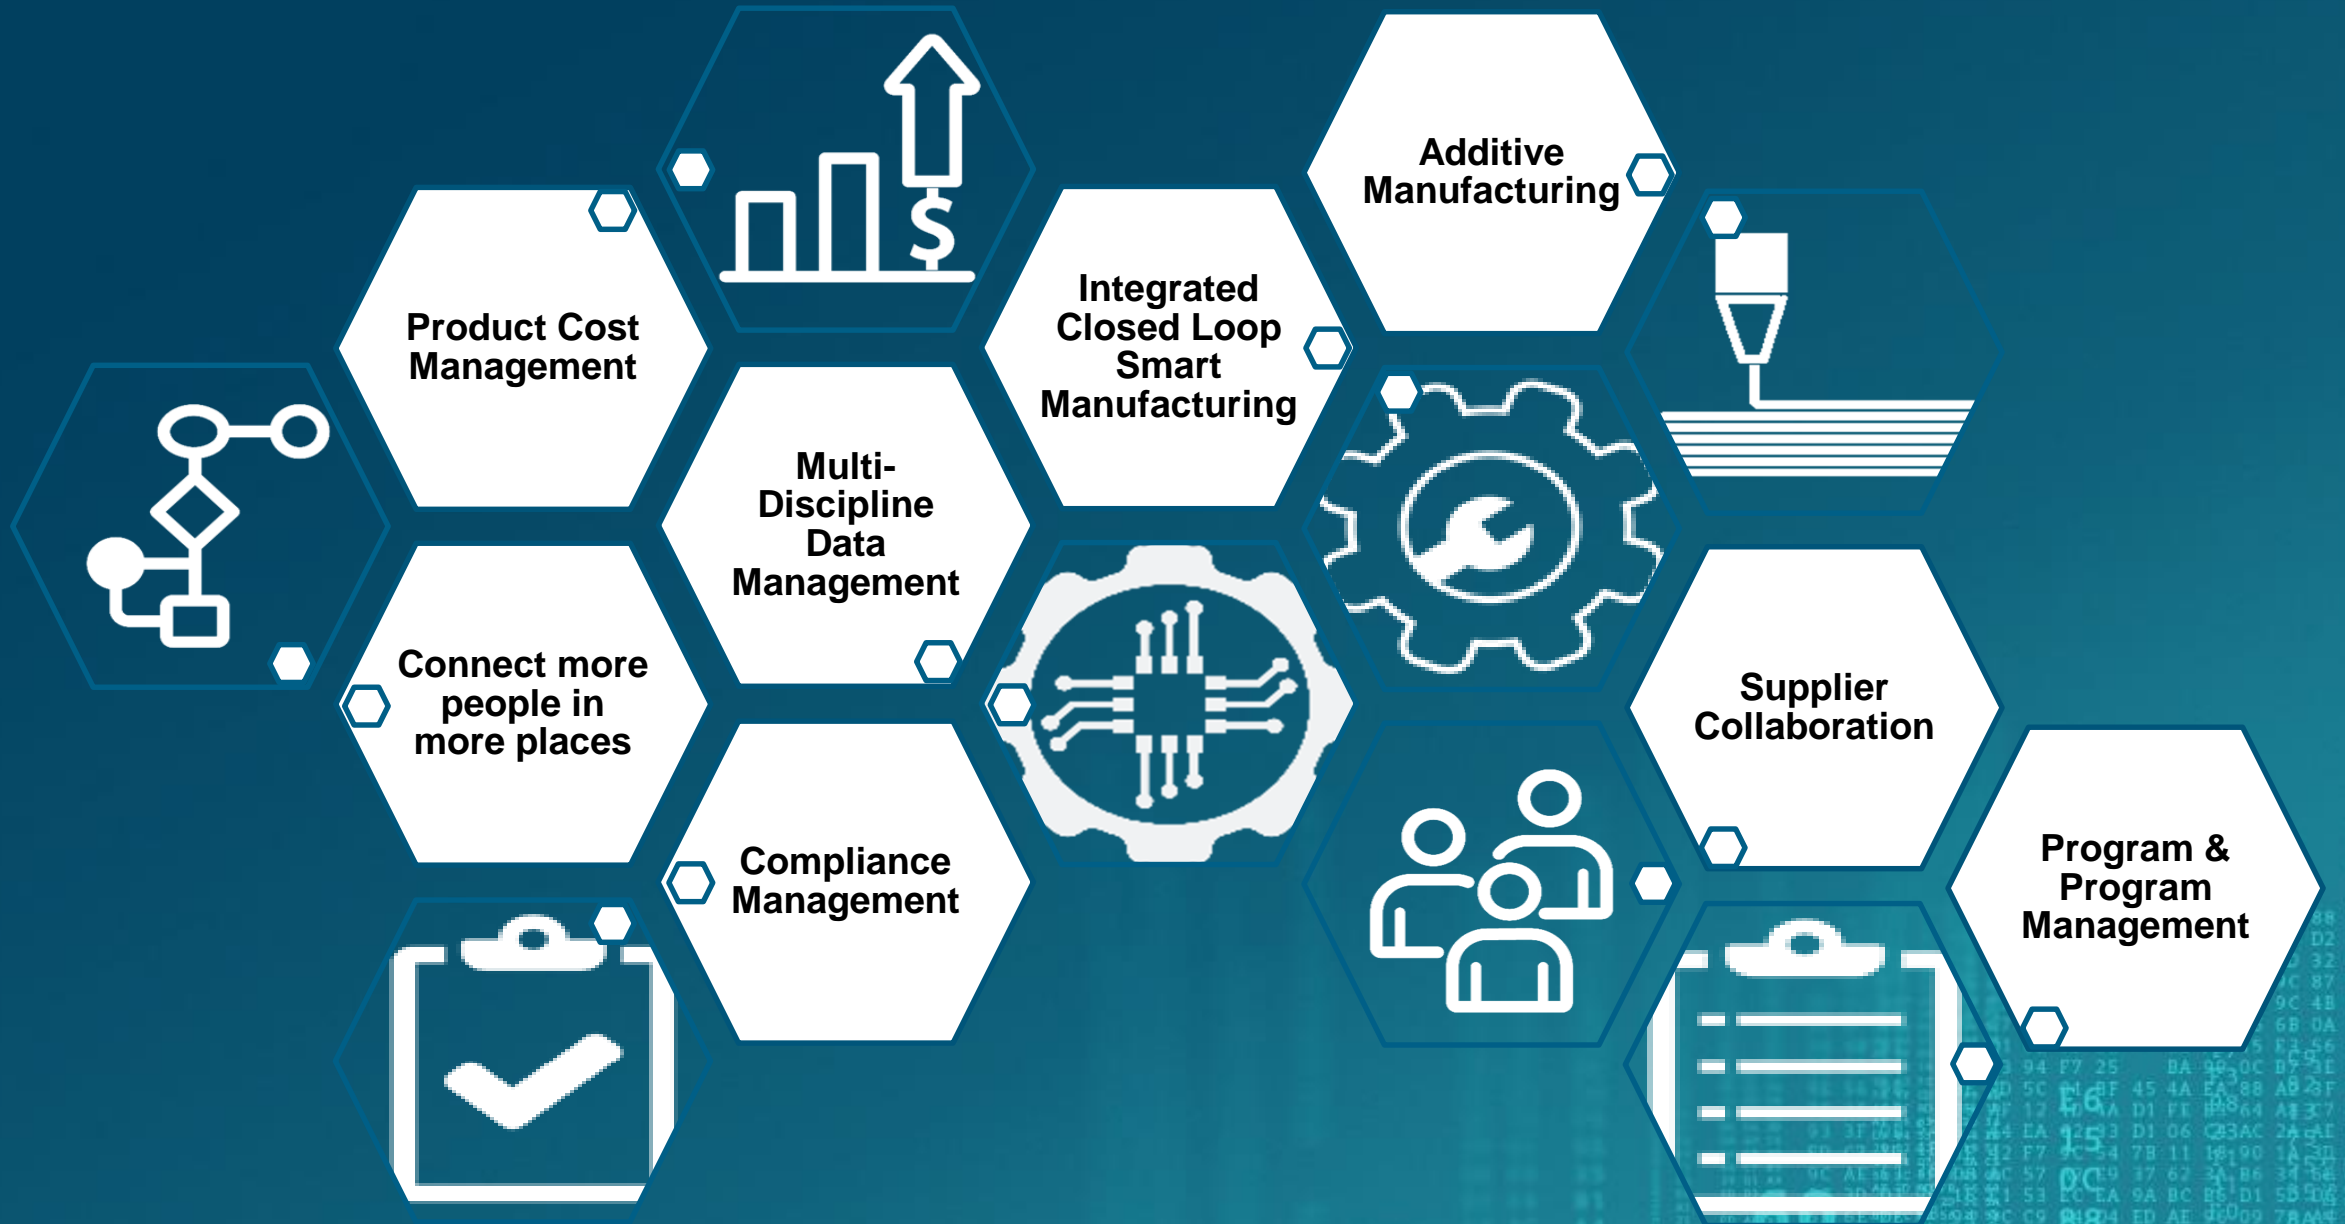 Additive
Manufacturing
Product Cost
Management
Integrated
Closed Loop
Smart
Manufacturing
Multi-
Discipline
Data
Management
Connect more
people in
more places
Supplier
Collaboration
Compliance
Management
Program &
Program
Management
$